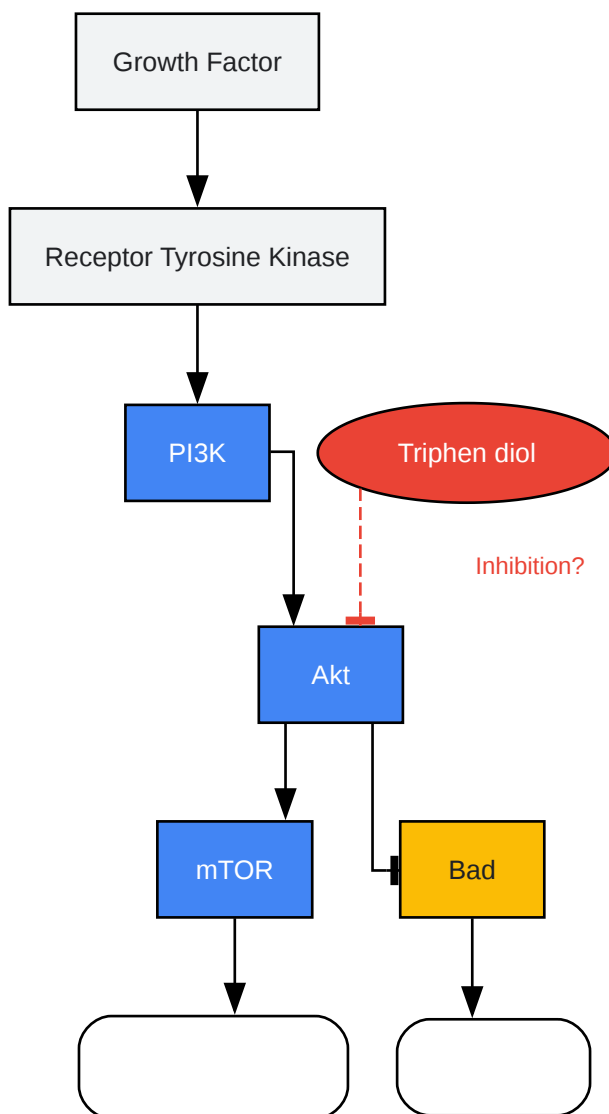 Growth Factor
Receptor Tyrosine Kinase
PI3K
Triphen diol
Inhibition?
Akt
mTOR
Bad